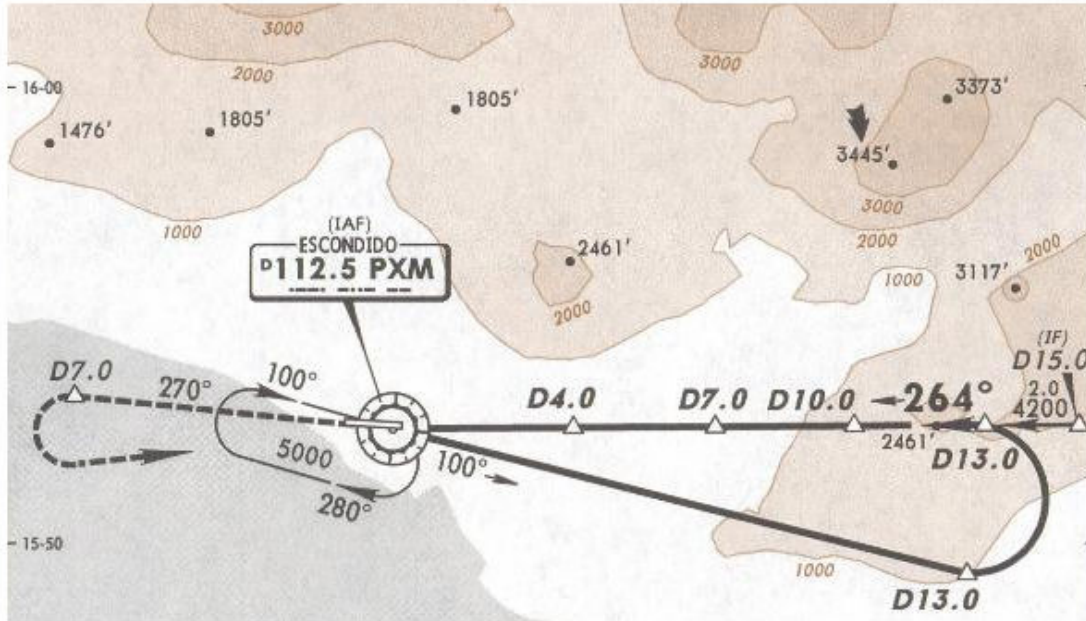 3000
2000
3000
16-00
1476'
1805'
1805'
3373'
3445'
3000
2000
1000
(IAF)
ESCONDIDO
D112.5 PXM
2461'
2000
1000
3117'
2000
(IF)
D15.0
D7.0
270°
100°
D4.0
D7.0
D10.0
264°
2.0
4200
2461'
D13.0
5000
100°
280°
15-50
1000
D13.0